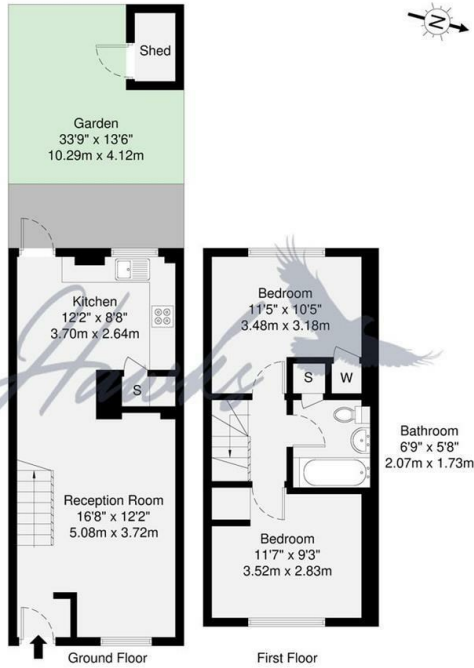 N
Shed
Garden
33'9" x 13'6"
10.29m x 4.12m
Kitchen
12'2" x 8'8"
3.70m x 2.64m
S
Reception Room
16'8" x 12'2"
5.08m x 3.72m
Ground Floor
Bedroom
11'5" x 10'5"
3.48m x 3.18m
S
W
Bathroom
6'9" x 5'8"
2.07m x 1.73m
Bedroom
11'7" x 9'3"
3.52m x 2.83m
First Floor
Hawks